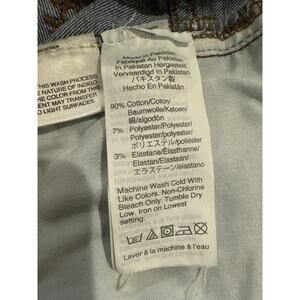 THIS WASH PROCESS
NATURE OF INDIGO
THE COLOR FROM THIS
ENT MAY TRANSFER
O LIGHT SURFACES.
Made in Pakistan
Fabriqué Au Pakistan
In Pakistan Hergestellt
Vervaardigd In Pakistan
パキスタン製
Hecho En Pakistán
90% Cotton/Coton/
Baumwolle/Katoen/
綿/algodón
7% Polyester/Polyester/
Polyester/Polyester/
ポリエステル/poliéster
3% Elastane/Élasthanne/
Elastan/Elastaan/
エラステーン/elastano
Machine Wash Cold With
Like Colors. Non-Chlorine
Bleach Only. Tumble Dry
Low. Iron on Lowest
setting.
Laver à la machine à l'eau